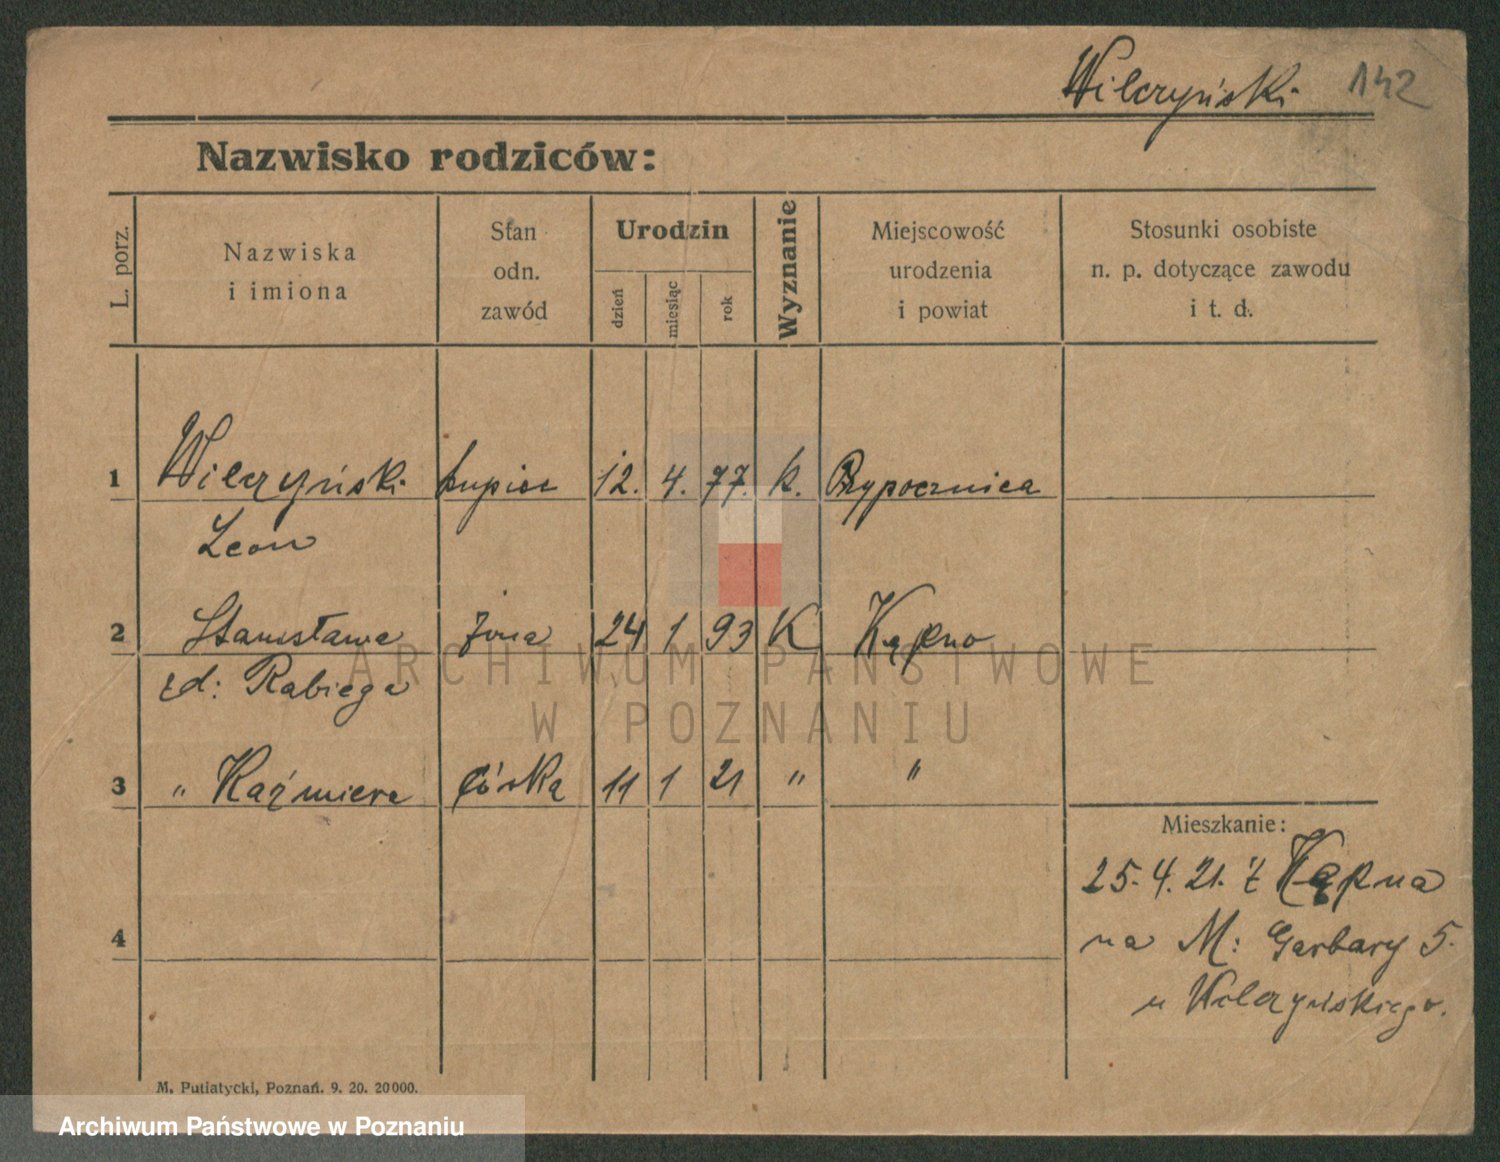 Wilczyński 142
Nazwisko rodziców:
L. porz.
Nazwiska
i imiona
Stan
odn.
zawód
Urodzin
dzień
miesiąc
rok
Wyznanie
Miejscowość
urodzenia
i powiat
Stosunki osobiste
n. p. dotyczące zawodu
i t. d.
1 Wilczyński kupiec 12. 4. 77. k.
Leon
2 Stanisława żona 24 1 93 K Kępno
d: Rabiega
3 " Kaźmiera córka 11 1 21 " "
4
Mieszkanie:
25. 4. 21. z Kępna
na M: Garbary 5.
u Wilczyńskiego.
ARCHIWUM PAŃSTWOWE
W POZNANIU
M. Putiatycki, Poznań. 9. 20. 20000.
Archiwum Państwowe w Poznaniu